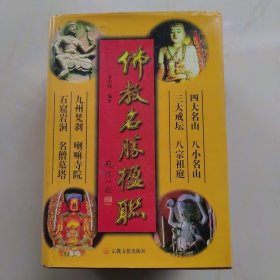 佛教名胜楹联
四大名山 八小名山
三大戒坛 八宗祖庭
九州梵刹 喇嘛寺院
石窟岩洞 名僧墓塔
宗教文化出版社